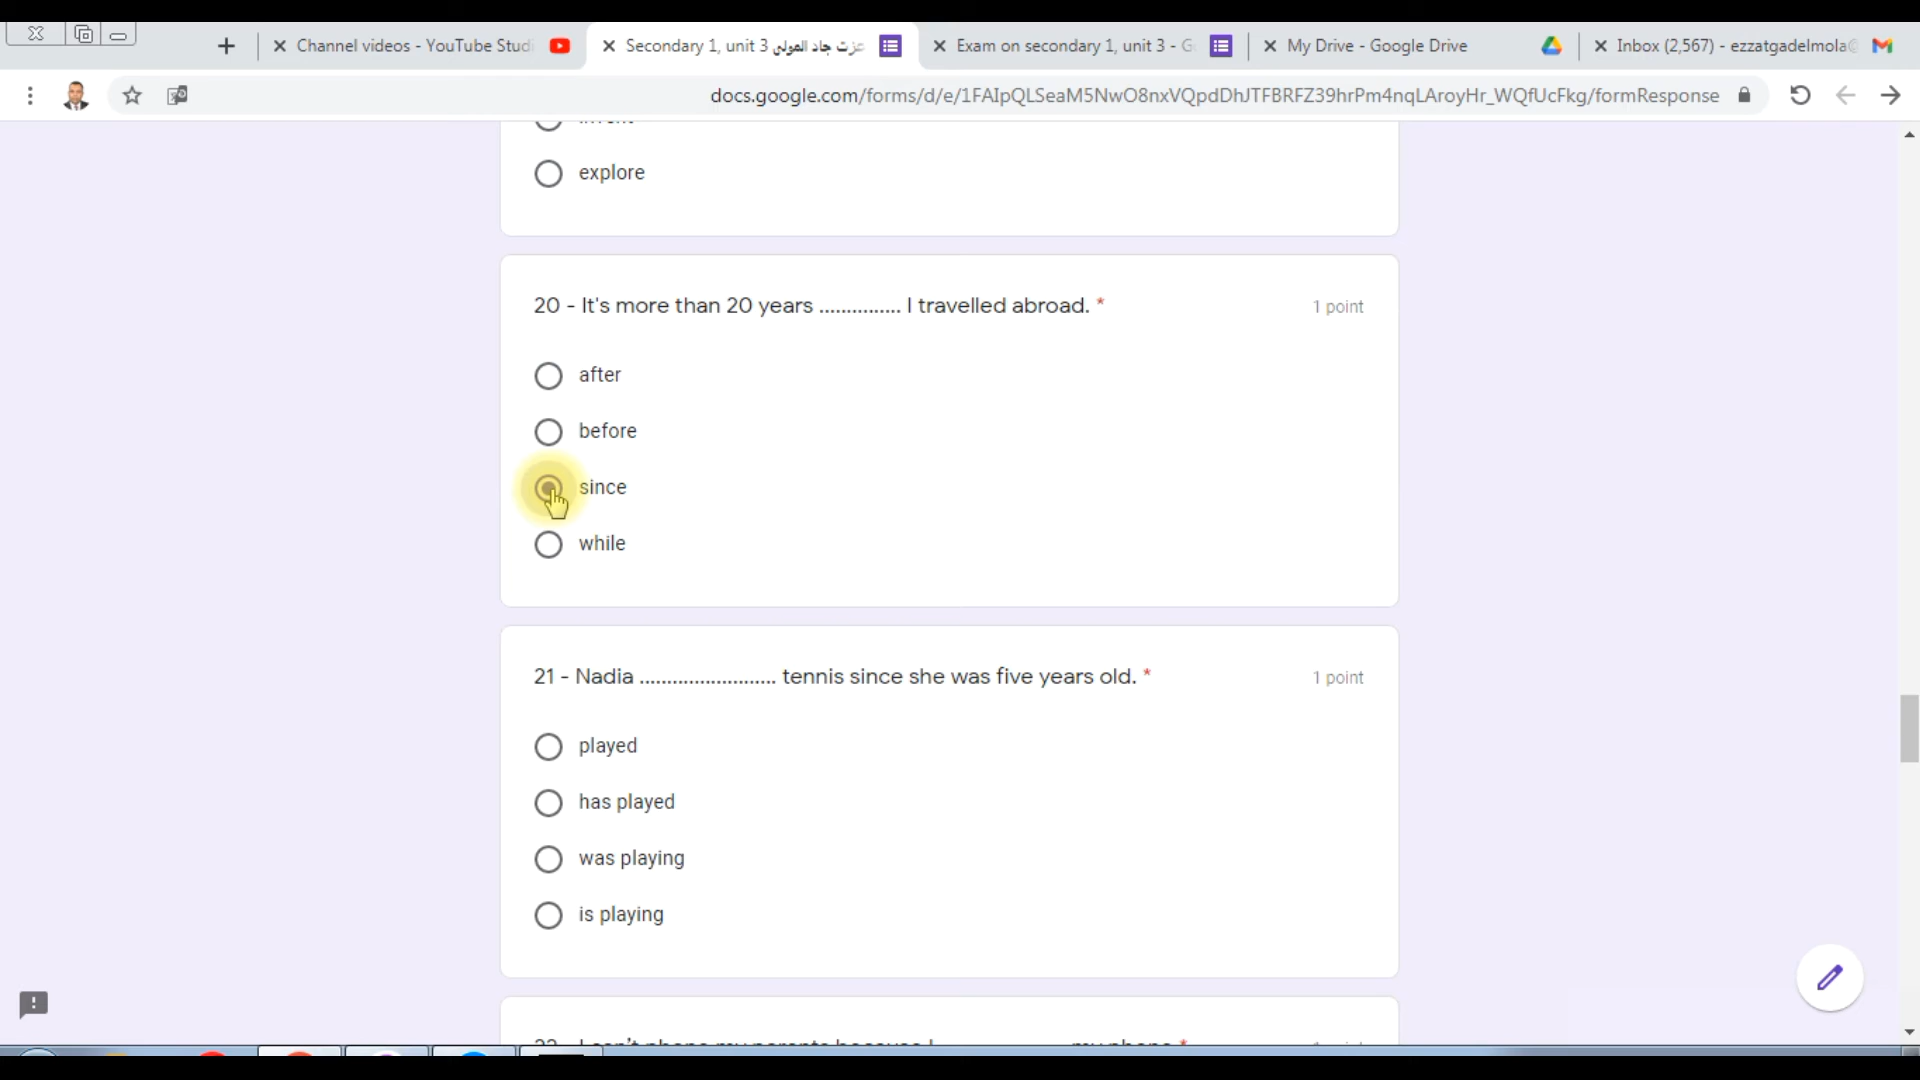 Channel videos - YouTube Stud
Secondary 1, unit 3 عزت جاد المولى
Exam on secondary 1, unit 3 - G
My Drive - Google Drive
Inbox (2,567) - ezzatgadelmola@
docs.google.com/forms/d/e/1FAIpQLSeaM5NwO8nxVQpdDhJTFBRFZ39hrPm4nqLAroyHr_WQfUcFkg/formResponse
explore
20 - It's more than 20 years ............... I travelled abroad. *
1 point
after
before
since
while
21 - Nadia ......................... tennis since she was five years old. *
1 point
played
has played
was playing
is playing